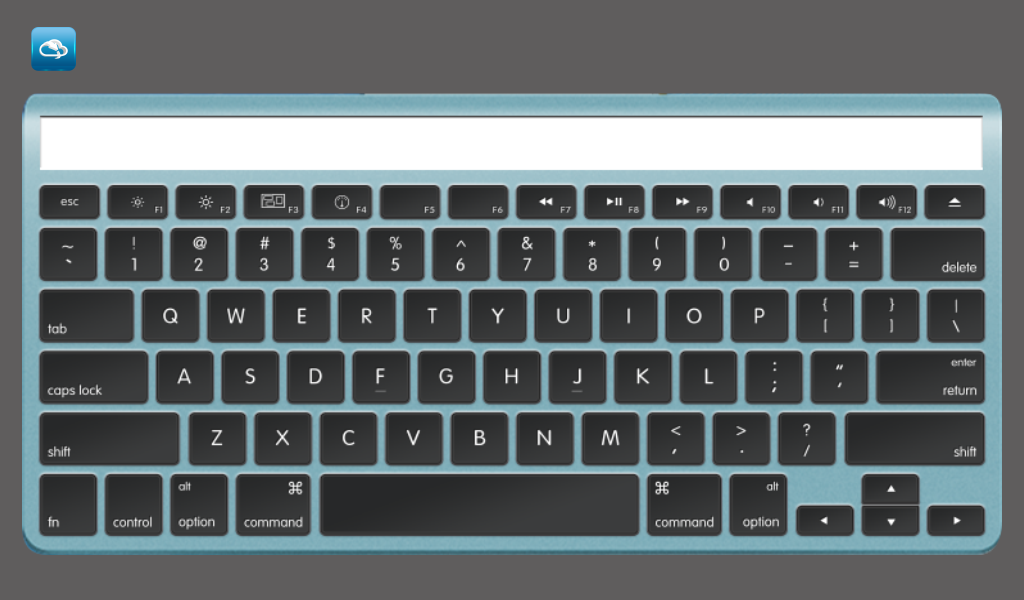 esc F1 F2 F3 F4 F5 F6 F7 F8 F9 F10 F11 F12
~ ! @ # $ % ^ & * ( ) – +
` 1 2 3 4 5 6 7 8 9 0 - = delete
tab Q W E R T Y U I O P { [ } ] | \
caps lock A S D F G H J K L : ; " ' enter return
shift Z X C V B N M < , > . ? / shift
fn control alt option ⌘ command ⌘ command alt option ◄ ▲ ▼ ►